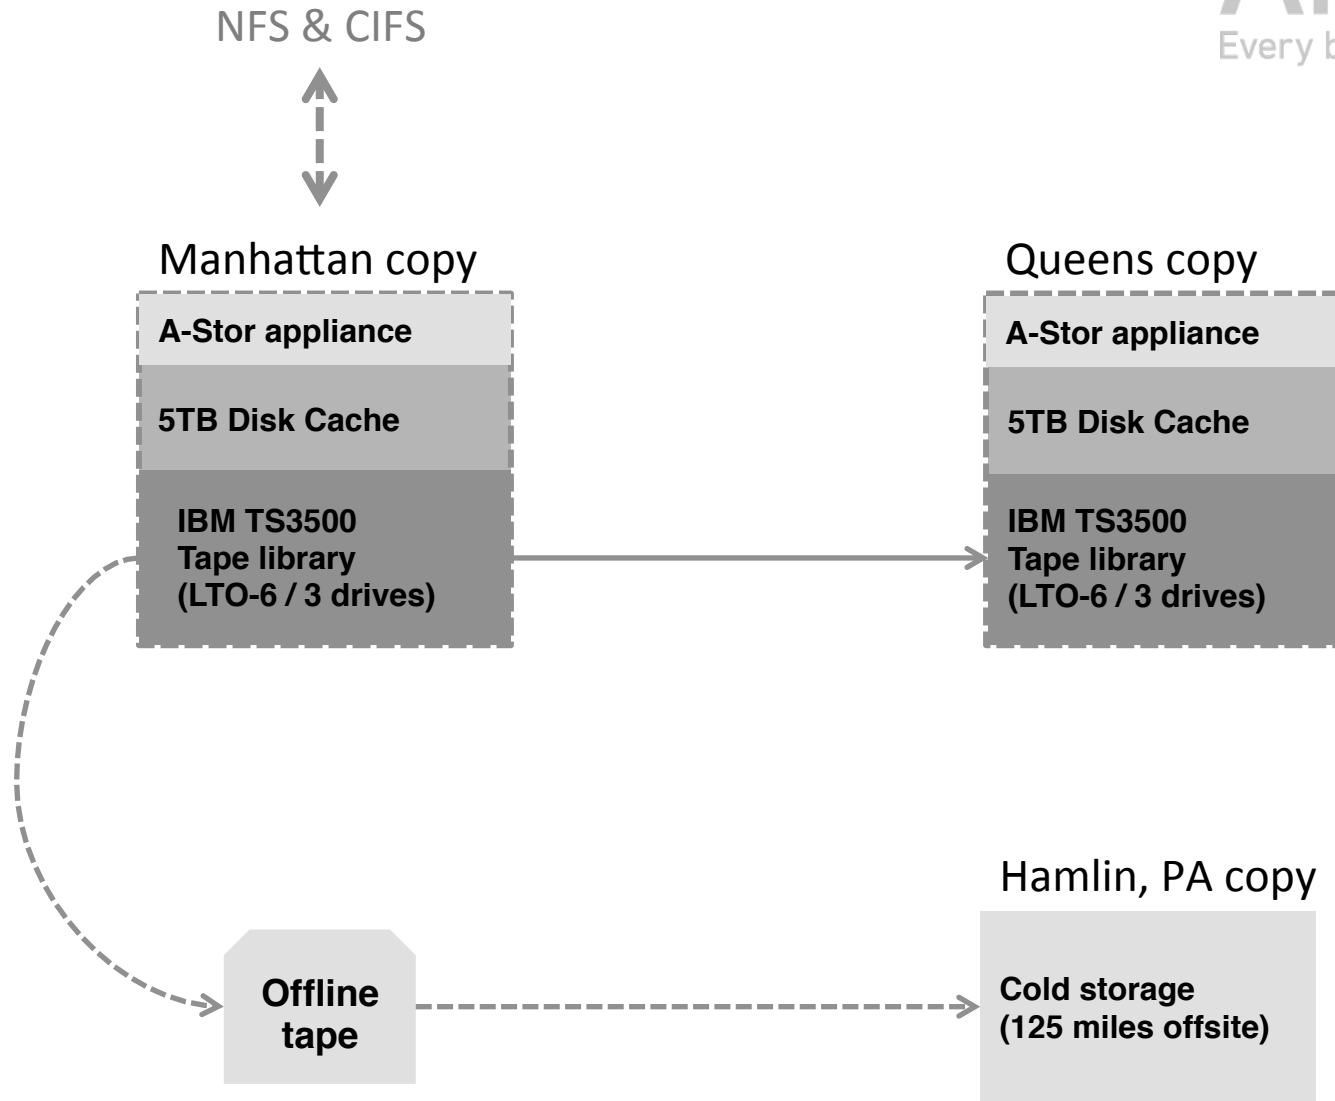 NFS & CIFS
Every
Manhattan copy
A-Stor appliance
5TB Disk Cache
IBM TS3500
Tape library
(LTO-6 / 3 drives)
Queens copy
A-Stor appliance
5TB Disk Cache
IBM TS3500
Tape library
(LTO-6 / 3 drives)
Offline
tape
Hamlin, PA copy
Cold storage
(125 miles offsite)